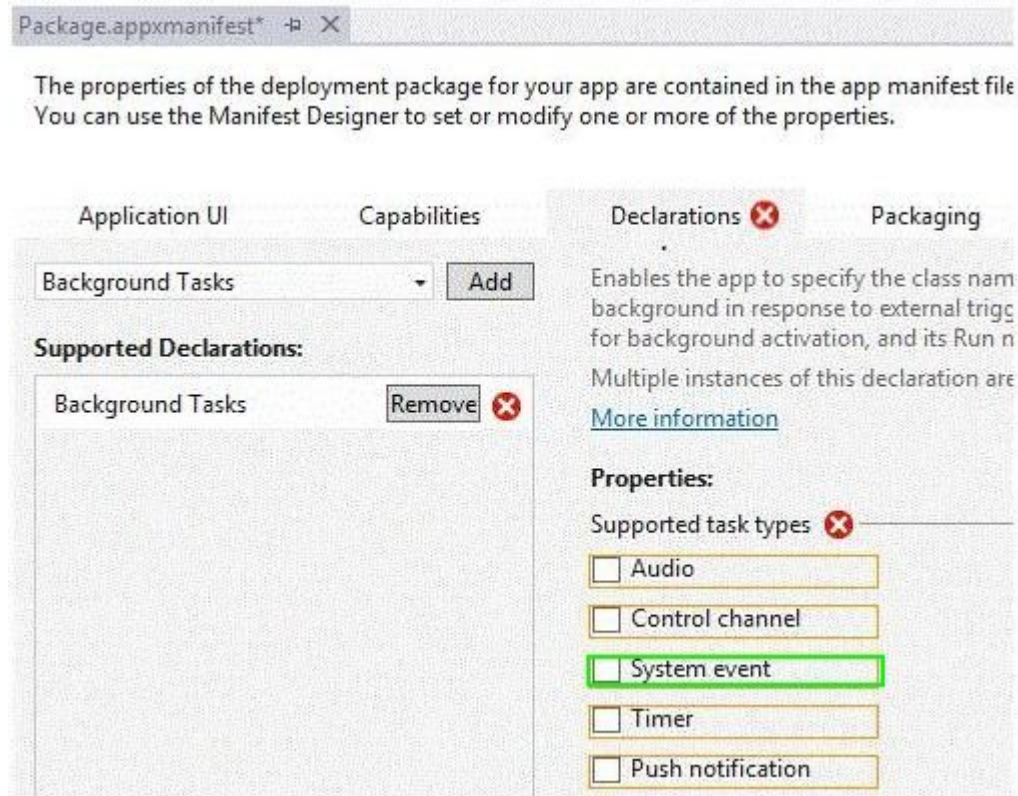 Package.appxmanifest*
The properties of the deployment package for your app are contained in the app manifest file
You can use the Manifest Designer to set or modify one or more of the properties.
Application UI Capabilities Declarations Packaging
Background Tasks Add
Supported Declarations:
Background Tasks Remove
Enables the app to specify the class nam
background in response to external trigg
for background activation, and its Run n
Multiple instances of this declaration are
More information
Properties:
Supported task types
Audio
Control channel
System event
Timer
Push notification